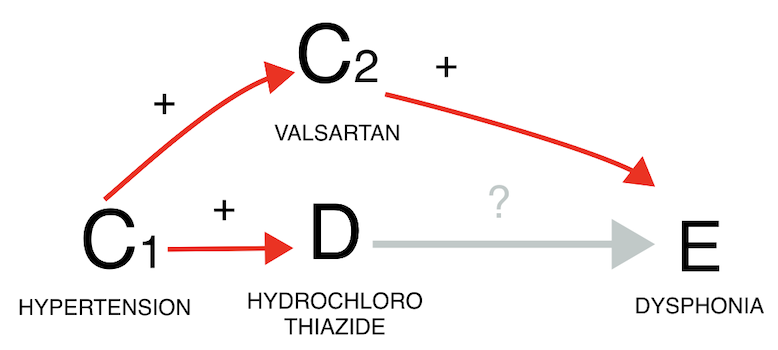 C2
+
+
VALSARTAN
C1
+
D
?
E
HYPERTENSION
HYDROCHLORO
THIAZIDE
DYSPHONIA